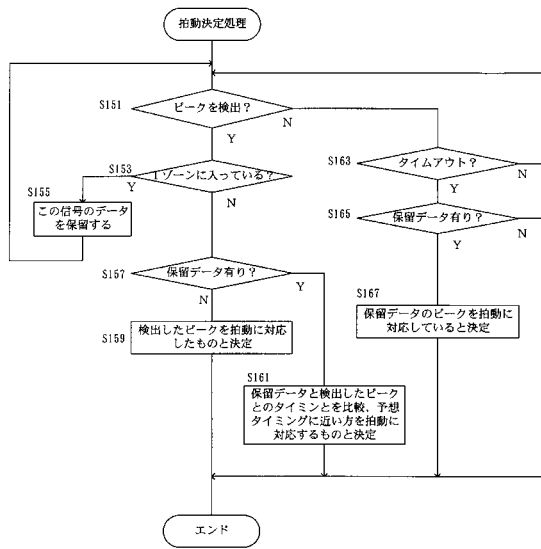 拍動決定処理
S151
ピークを検出？
N
Y
S153
Iゾーンに入っている？
Y
N
S155
この信号のデータ
を保留する
S163
タイムアウト？
N
Y
S165
保留データ有り？
N
Y
S157
保留データ有り？
Y
N
S167
保留データのピークを拍動に
対応していると決定
S159
検出したピークを拍動に対応
したものと決定
S161
保留データと検出したピーク
とのタイミンとを比較、予想
タイミングに近い方を拍動に
対応するものと決定
エンド